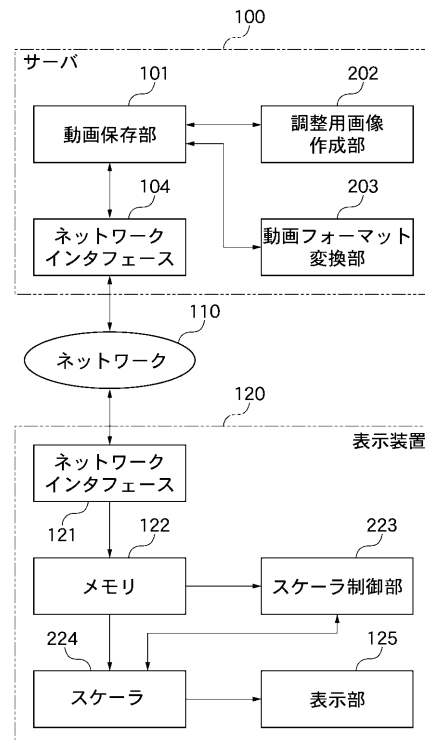 100
サーバ
101
動画保存部
202
調整用画像
作成部
104
ネットワーク
インタフェース
203
動画フォーマット
変換部
110
ネットワーク
120
表示装置
ネットワーク
インタフェース
121
122
メモリ
223
スケーラ制御部
224
スケーラ
125
表示部